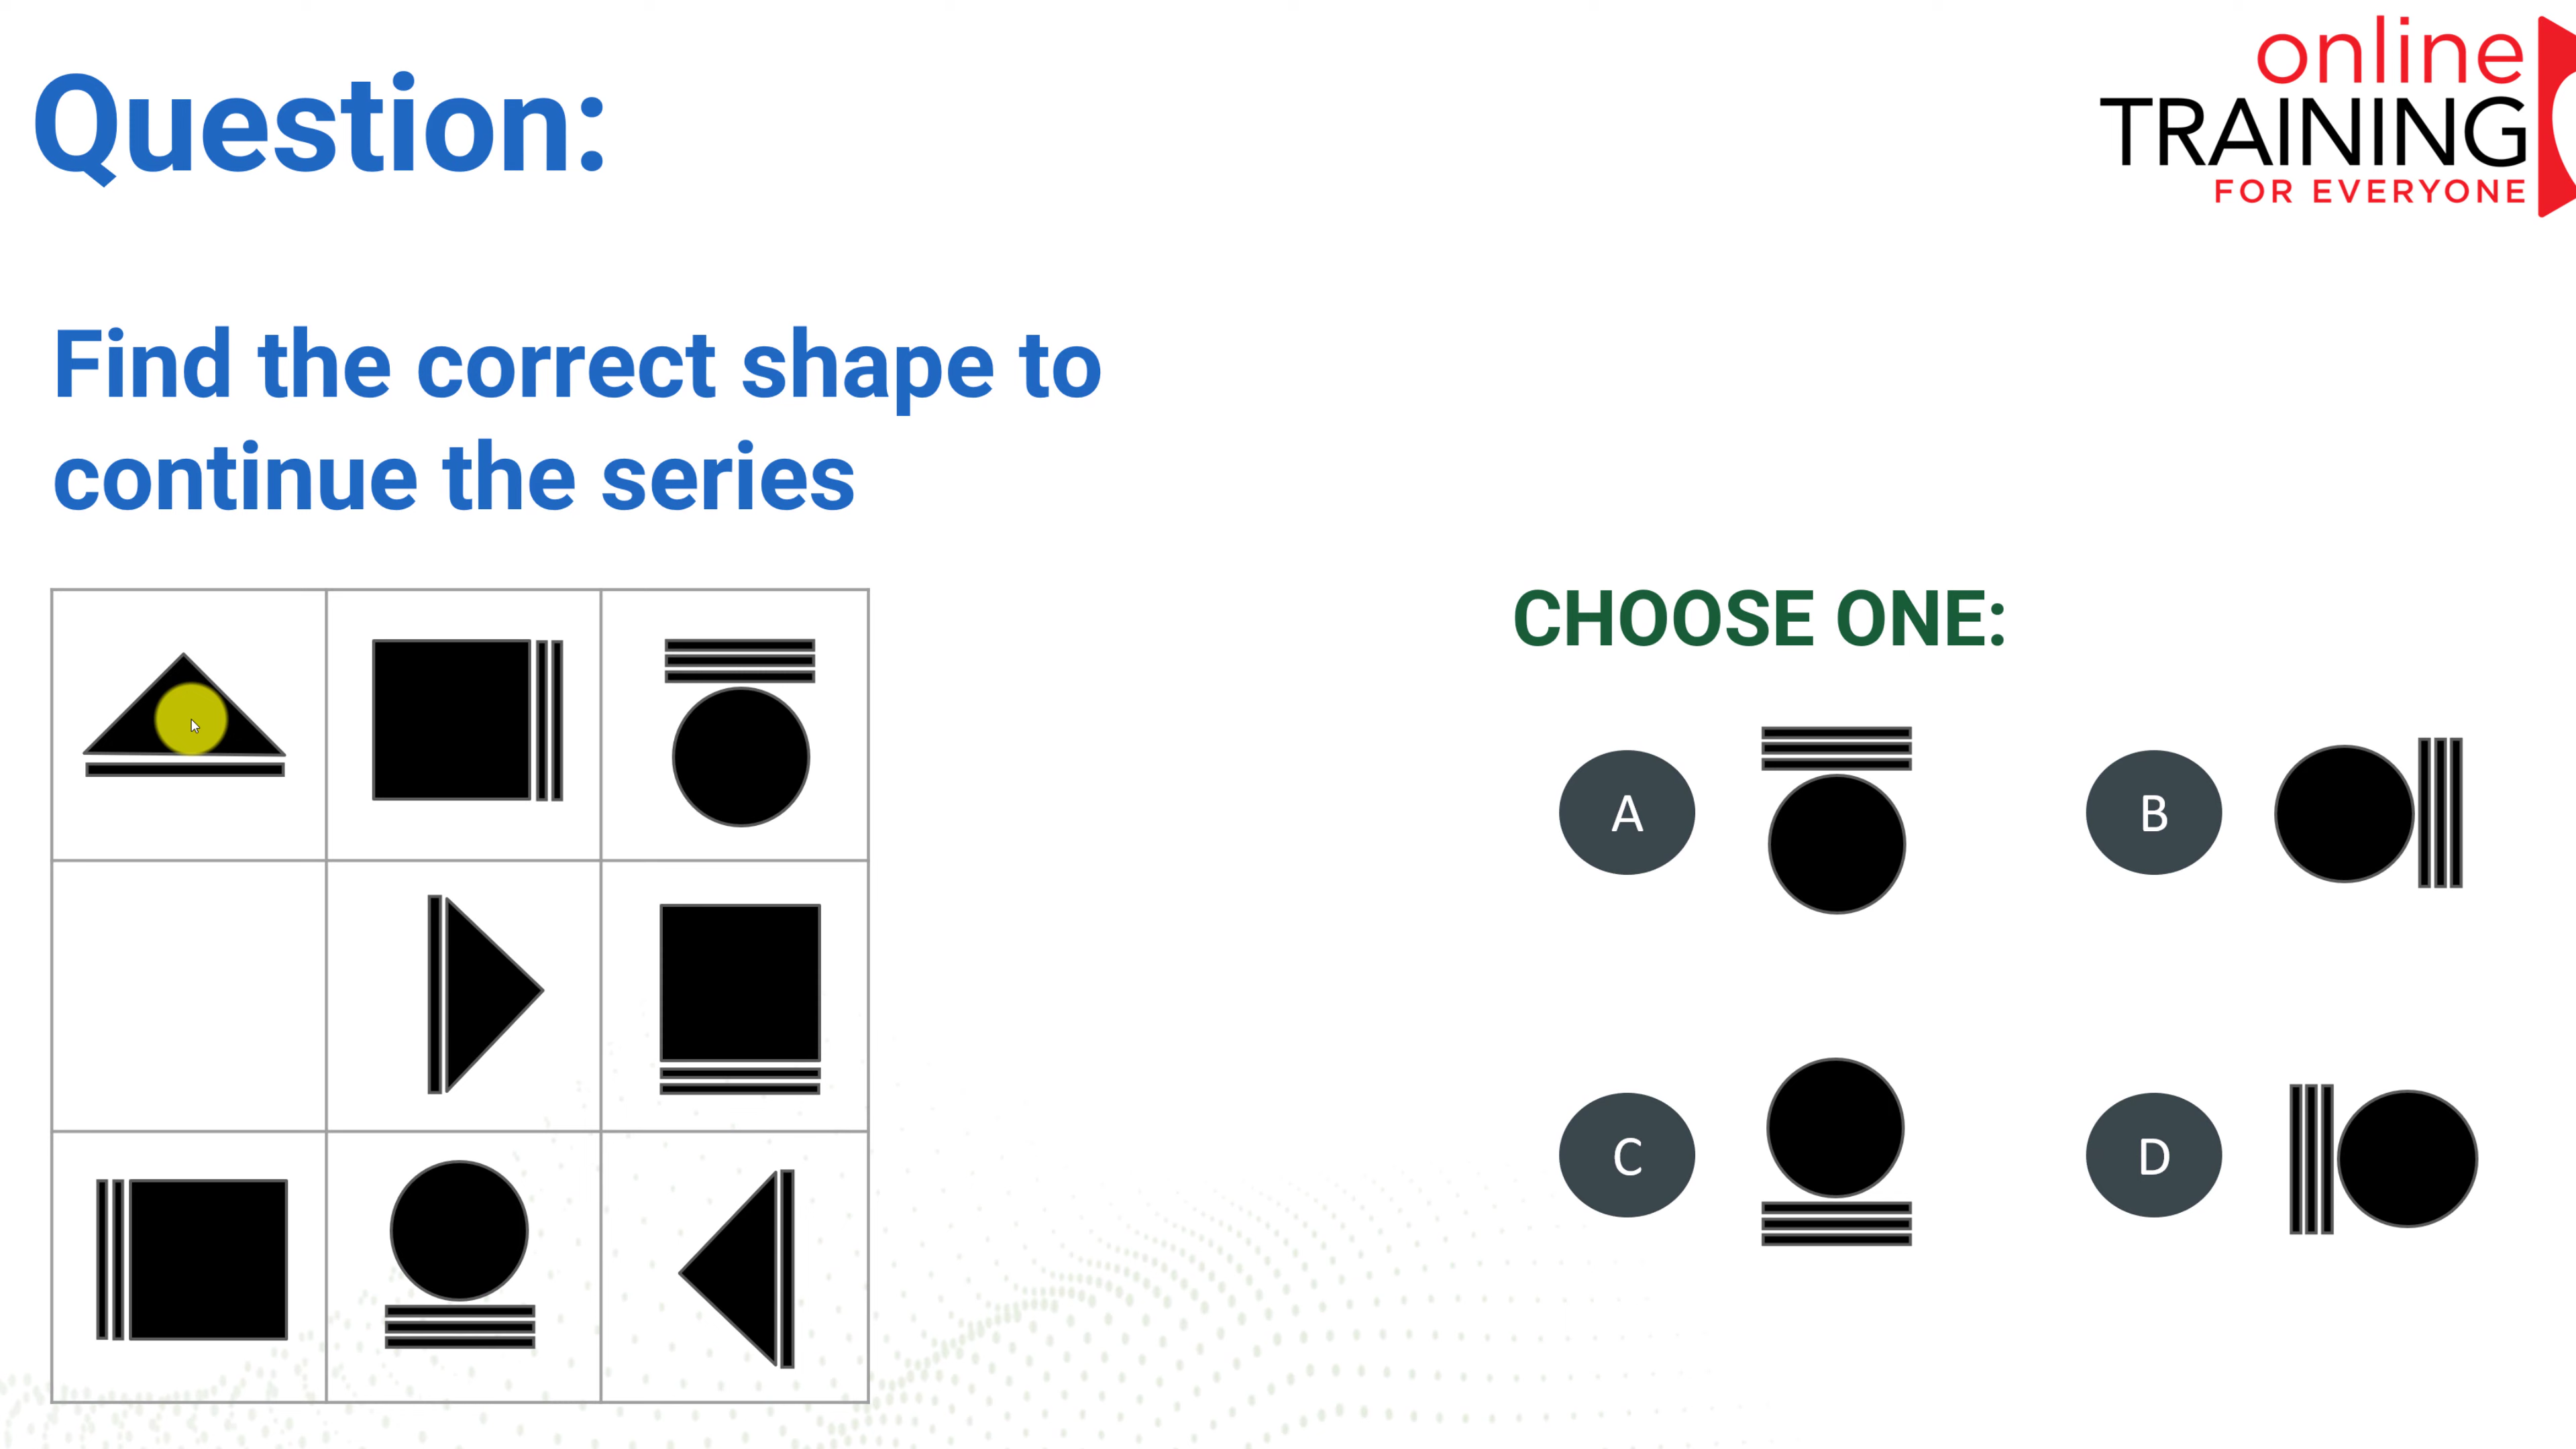 Question:
online
TRAINING
FOR EVERYONE
Find the correct shape to
continue the series
CHOOSE ONE:
A
B
C
D